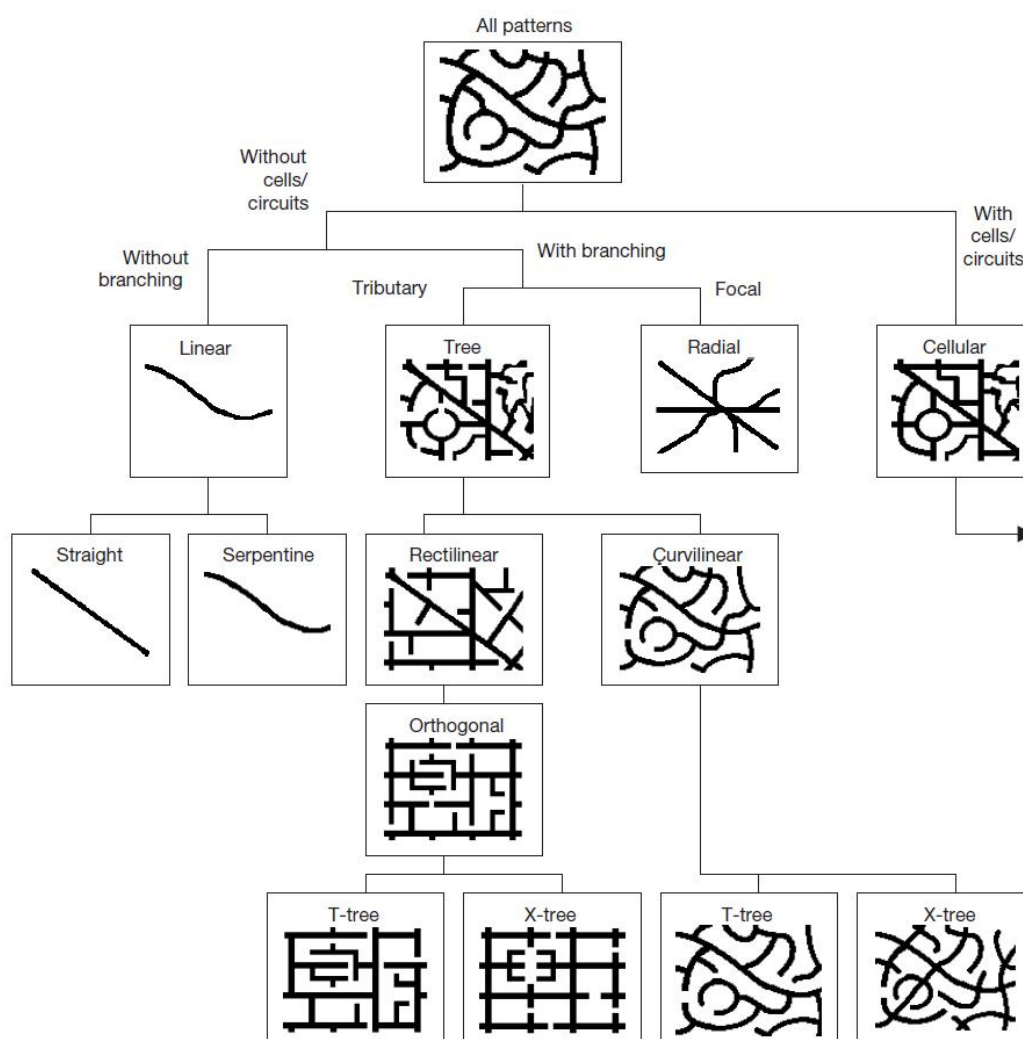 All patterns
Without
cells/
circuits
With
cells/
circuits
Without
branching
With branching
Tributary
Focal
Linear
Tree
Radial
Cellular
Straight
Serpentine
Rectilinear
Curvilinear
Orthogonal
T-tree
X-tree
T-tree
X-tree